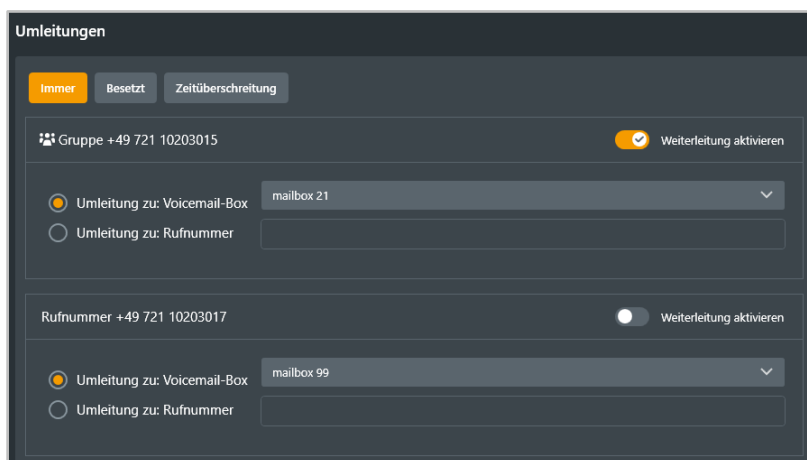 Umleitungen
Immer Besetzt Zeitüberschreitung
Gruppe +49 721 10203015 Weiterleitung aktivieren
Umleitung zu: Voicemail-Box mailbox 21
Umleitung zu: Rufnummer
Rufnummer +49 721 10203017 Weiterleitung aktivieren
Umleitung zu: Voicemail-Box mailbox 99
Umleitung zu: Rufnummer